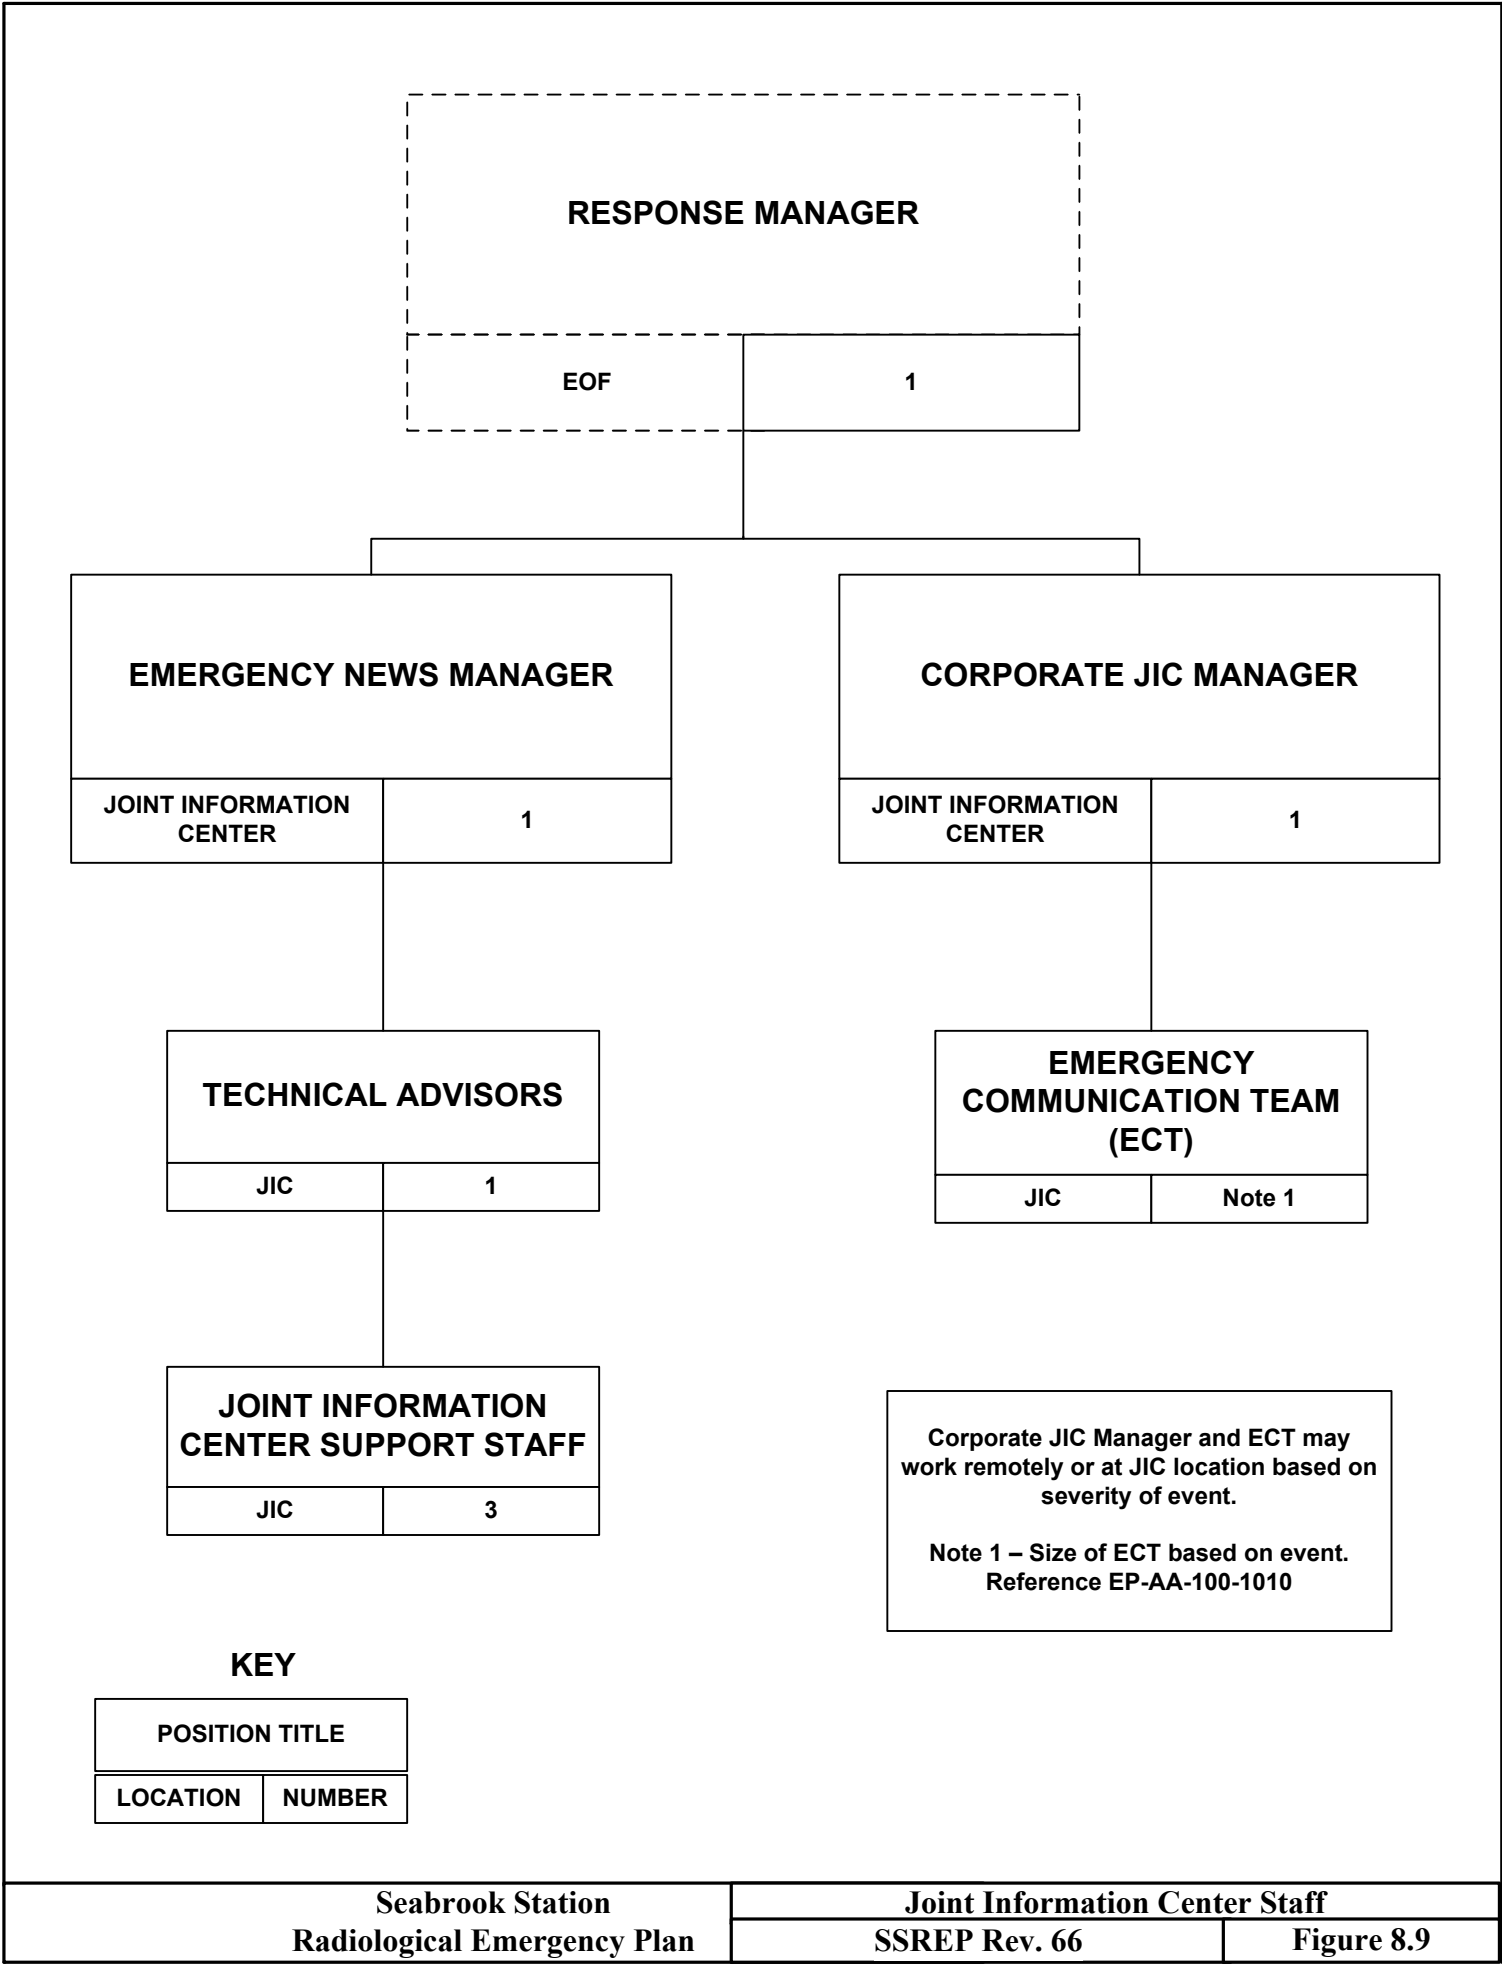 RESPONSE MANAGER
EOF
1
EMERGENCY NEWS MANAGER
JOINT INFORMATION
CENTER
1
CORPORATE JIC MANAGER
JOINT INFORMATION
CENTER
1
TECHNICAL ADVISORS
JIC
1
EMERGENCY
COMMUNICATION TEAM
(ECT)
JIC
Note 1
JOINT INFORMATION
CENTER SUPPORT STAFF
JIC
3
Corporate JIC Manager and ECT may
work remotely or at JIC location based on
severity of event.
Note 1 – Size of ECT based on event.
Reference EP-AA-100-1010
KEY
POSITION TITLE
LOCATION
NUMBER
Seabrook Station
Radiological Emergency Plan
Joint Information Center Staff
SSREP Rev. 66
Figure 8.9